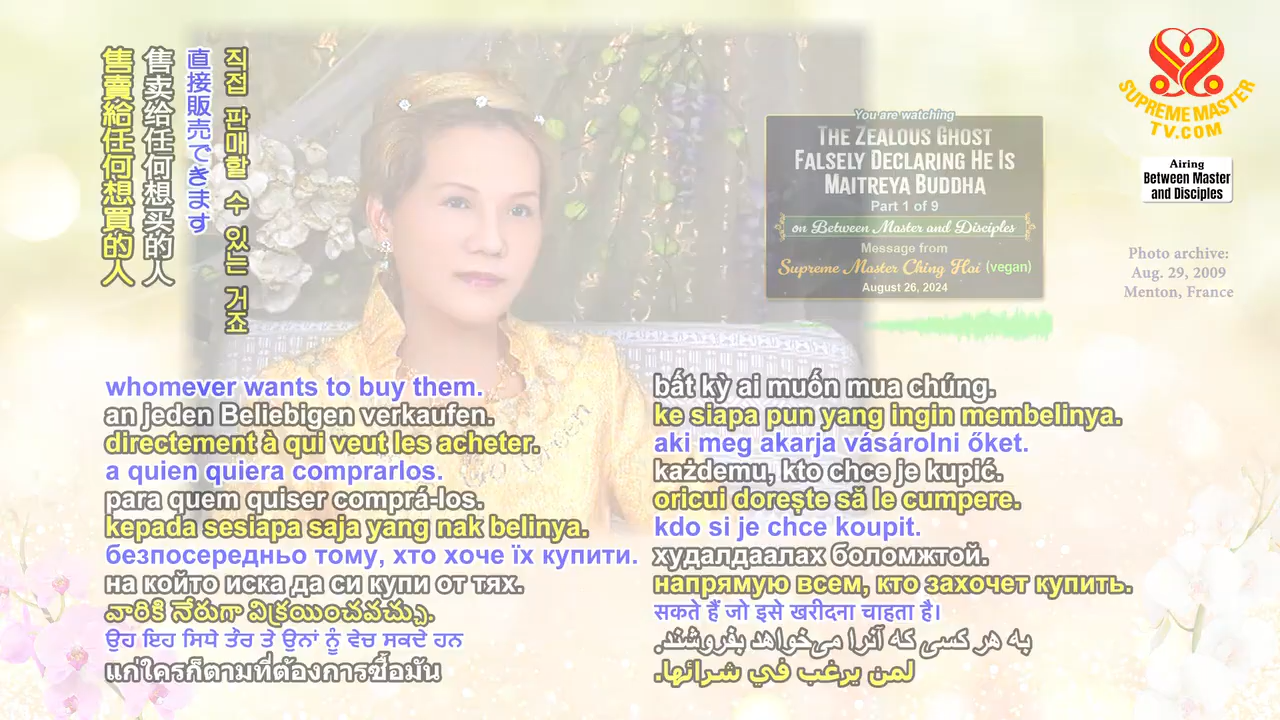 售賣給任何想買的人
售卖给任何想买的人
直接販売できます
직접 판매할 수 있는 거죠
You are watching
THE ZEALOUS GHOST
FALSELY DECLARING HE IS
MAITREYA BUDDHA
Part 1 of 9
on Between Master and Disciples
Message from
Supreme Master Ching Hai (vegan)
August 26, 2024
SUPREME MASTER
TV.COM
Airing
Between Master
and Disciples
Photo archive:
Aug. 29, 2009
Menton, France
whomever wants to buy them.
an jeden Beliebigen verkaufen.
directement à qui veut les acheter.
a quien quiera comprarlos.
para quem quiser comprá-los.
kepada sesiapa saja yang nak belinya.
безпосередньо тому, хто хоче їх купити.
на който иска да си купи от тях.
వారికి నేరుగా విక్రయించవచ్చు.
ਉਹ ਇਹ ਸਿਧੇ ਤੌਰ ਤੇ ਉਨਾਂ ਨੂੰ ਵੇਚ ਸਕਦੇ ਹਨ
แก่ใครก็ตามที่ต้องการซื้อมัน
bất kỳ ai muốn mua chúng.
ke siapa pun yang ingin membelinya.
aki meg akarja vásárolni őket.
każdemu, kto chce je kupić.
oricui dorește să le cumpere.
kdo si je chce koupit.
худалдаалах боломжтой.
напрямую всем, кто захочет купить.
सकते हैं जो इसे खरीदना चाहता है।
به هر کسی که آنرا می‌خواهد بفروشند.
لمن يرغب في شرائها.